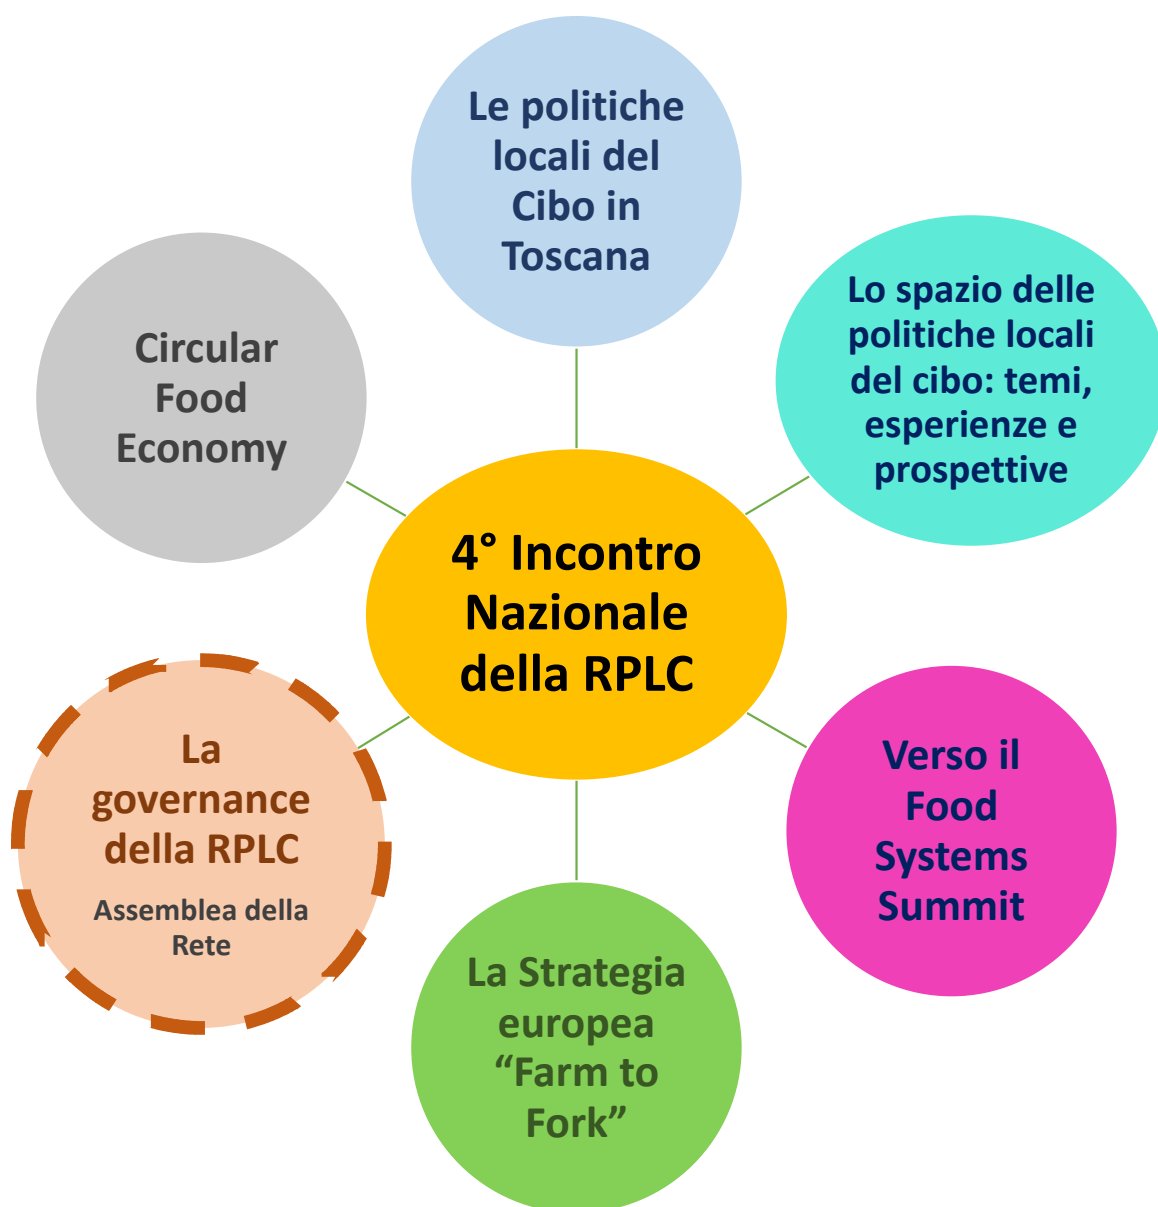 Le politiche
locali del
Cibo in
Toscana
Lo spazio delle
politiche locali
del cibo: temi,
esperienze e
prospettive
Circular
Food
Economy
4° Incontro
Nazionale
della RPLC
La
governance
della RPLC
Assemblea della
Rete
Verso il
Food
Systems
Summit
La Strategia
europea
“Farm to
Fork”